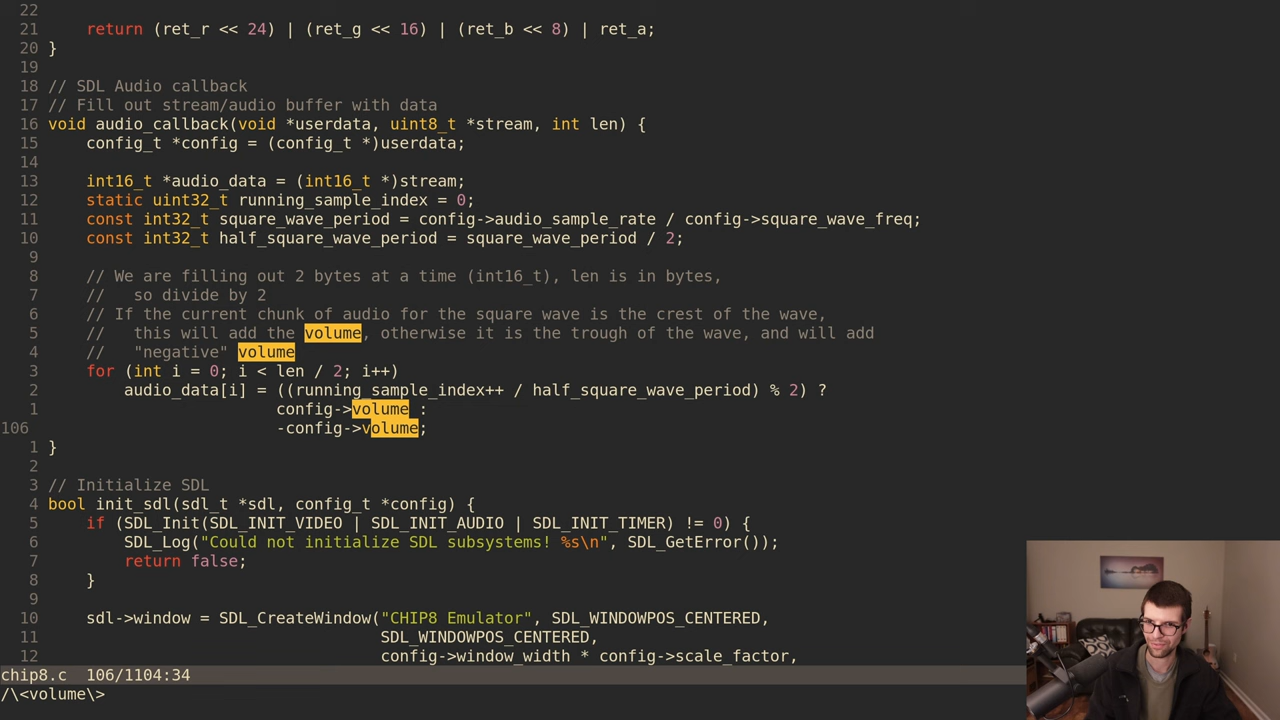 22
21     return (ret_r << 24) | (ret_g << 16) | (ret_b << 8) | ret_a;
20 }
19
18 // SDL Audio callback
17 // Fill out stream/audio buffer with data
16 void audio_callback(void *userdata, uint8_t *stream, int len) {
15     config_t *config = (config_t *)userdata;
14
13     int16_t *audio_data = (int16_t *)stream;
12     static uint32_t running_sample_index = 0;
11     const int32_t square_wave_period = config->audio_sample_rate / config->square_wave_freq;
10     const int32_t half_square_wave_period = square_wave_period / 2;
9
8     // We are filling out 2 bytes at a time (int16_t), len is in bytes,
7     //   so divide by 2
6     // If the current chunk of audio for the square wave is the crest of the wave,
5     //   this will add the volume, otherwise it is the trough of the wave, and will add
4     //   "negative" volume
3     for (int i = 0; i < len / 2; i++)
2         audio_data[i] = ((running_sample_index++ / half_square_wave_period) % 2) ?
1                         config->volume :
106                         -config->volume;
1 }
2
3 // Initialize SDL
4 bool init_sdl(sdl_t *sdl, config_t *config) {
5     if (SDL_Init(SDL_INIT_VIDEO | SDL_INIT_AUDIO | SDL_INIT_TIMER) != 0) {
6         SDL_Log("Could not initialize SDL subsystems! %s\n", SDL_GetError());
7         return false;
8     }
9
10     sdl->window = SDL_CreateWindow("CHIP8 Emulator", SDL_WINDOWPOS_CENTERED,
11                                    SDL_WINDOWPOS_CENTERED,
12                                    config->window_width * config->scale_factor,
chip8.c  106/1104:34
/\<volume\>